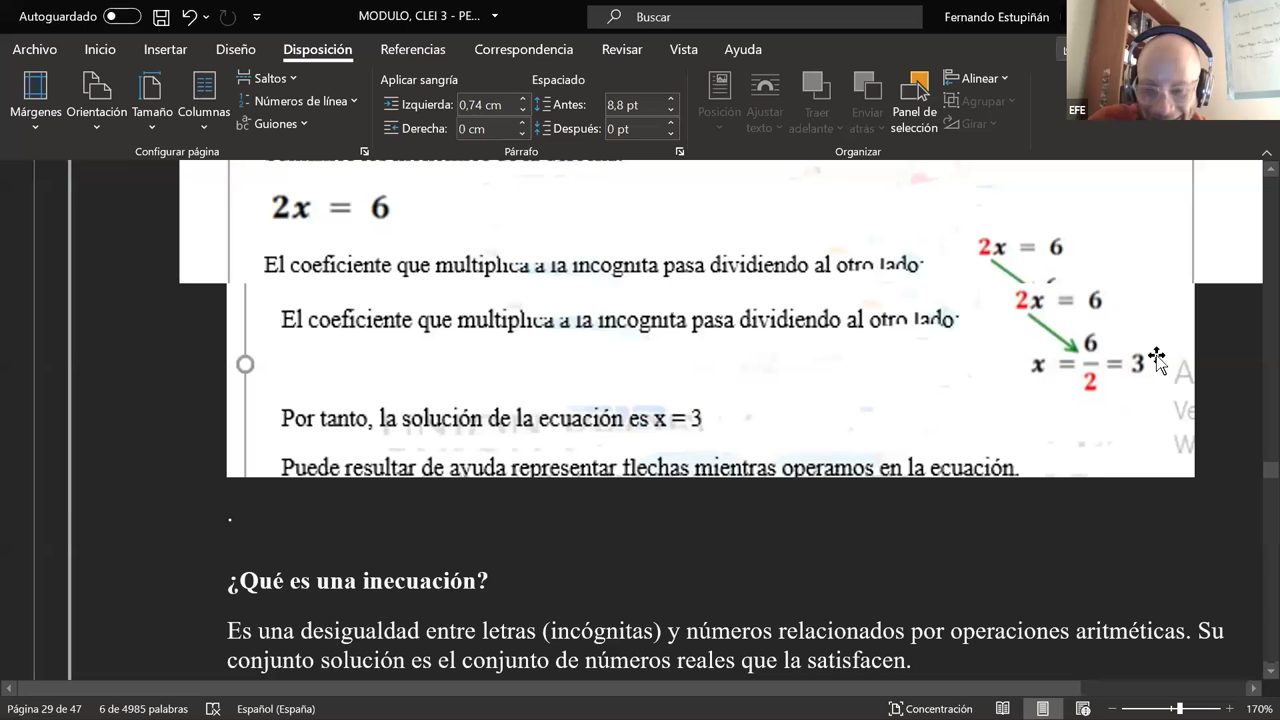 Autoguardado
MODULO, CLEI 3 - PE...
Buscar
Fernando Estupiñán
Archivo Inicio Insertar Diseño Disposición Referencias Correspondencia Revisar Vista Ayuda
EFE
Márgenes Orientación Tamaño Columnas
Saltos
Números de línea
Guiones
Configurar página
Aplicar sangría
Izquierda: 0,74 cm
Derecha: 0 cm
Espaciado
Antes: 8,8 pt
Después: 0 pt
Párrafo
Posición Ajustar texto Traer adelante Enviar atrás Panel de selección
Alinear
Agrupar
Girar
Organizar
2x = 6
El coeficiente que multiplica a la incognita pasa dividiendo al otro lado:
2x = 6
El coeficiente que multiplica a la incognita pasa dividiendo al otro lado:
2x = 6
x = 6/2 = 3
Por tanto, la solución de la ecuación es x = 3
Puede resultar de ayuda representar flechas mientras operamos en la ecuación.
.
¿Qué es una inecuación?
Es una desigualdad entre letras (incógnitas) y números relacionados por operaciones aritméticas. Su
conjunto solución es el conjunto de números reales que la satisfacen.
Página 29 de 47 6 de 4985 palabras Español (España) Concentración 170%